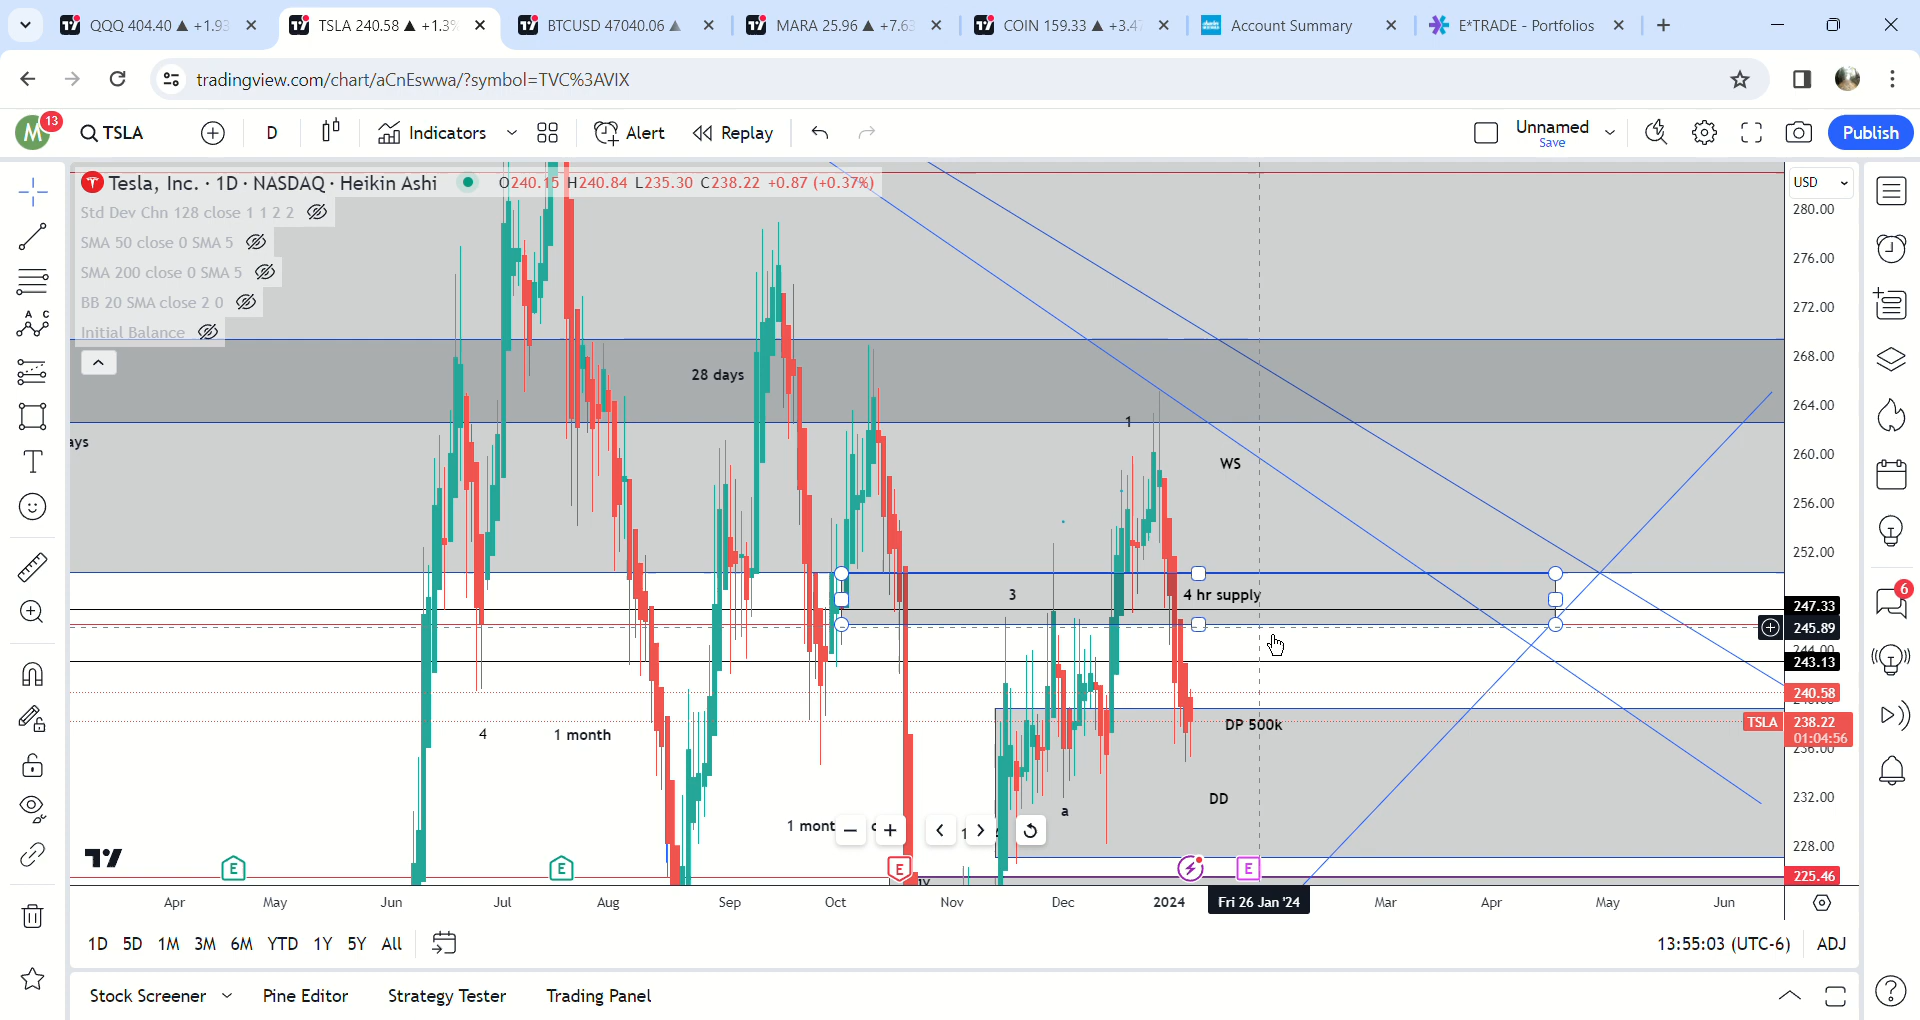 QQQ 404.40 ▲ +1.93
TSLA 240.58 ▲ +1.3%
BTCUSD 47040.06 ▲
MARA 25.96 ▲ +7.63
COIN 159.33 ▲ +3.4
Account Summary
E*TRADE - Portfolios
tradingview.com/chart/aCnEswwa/?symbol=TVC%3AVIX
M
13
TSLA
D
Indicators
Alert
Replay
Unnamed
Save
Publish
Tesla, Inc. · 1D · NASDAQ · Heikin Ashi
O240.15 H240.84 L235.30 C238.22 +0.87 (+0.37%)
USD
Std Dev Chn 128 close 1 1 2 2
SMA 50 close 0 SMA 5
SMA 200 close 0 SMA 5
BB 20 SMA close 2 0
Initial Balance
280.00
276.00
272.00
268.00
264.00
260.00
256.00
252.00
247.33
245.89
244.00
243.13
240.58
TSLA 238.22
01:04:56
236.00
232.00
228.00
225.46
28 days
ays
1
WS
3
4 hr supply
4
1 month
DP 500k
DD
a
1 mont
E
E
E
E
Apr
May
Jun
Jul
Aug
Sep
Oct
Nov
Dec
2024
Fri 26 Jan '24
Mar
Apr
May
Jun
1D 5D 1M 3M 6M YTD 1Y 5Y All
13:55:03 (UTC-6)
ADJ
Stock Screener
Pine Editor
Strategy Tester
Trading Panel
6